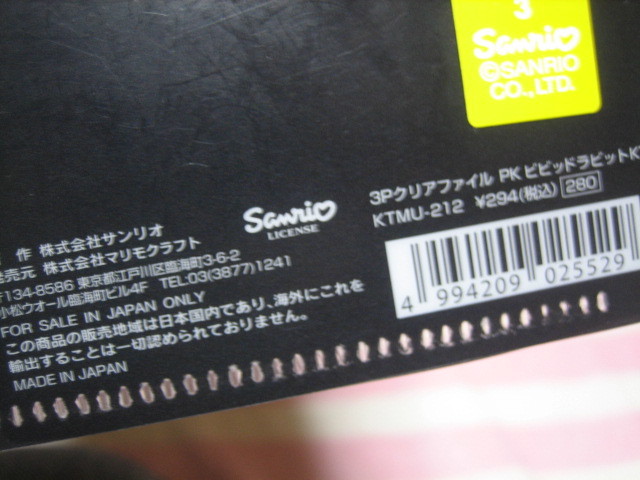 3
Sanrio
©SANRIO
CO.,LTD.
3Pクリアファイル PK ビビッドラビットK
KTMU-212 ¥294(税込) 280
4 994209 025529
Sanrio
LICENSE
作 株式会社サンリオ
発売元 株式会社マリモクラフト
〒134-8586 東京都江戸川区臨海町3-6-2
小松ウオール臨海町ビル4F TEL.03(3877)1241
FOR SALE IN JAPAN ONLY
この商品の販売地域は日本国内であり、海外にこれを
輸出することは一切認められておりません。
MADE IN JAPAN